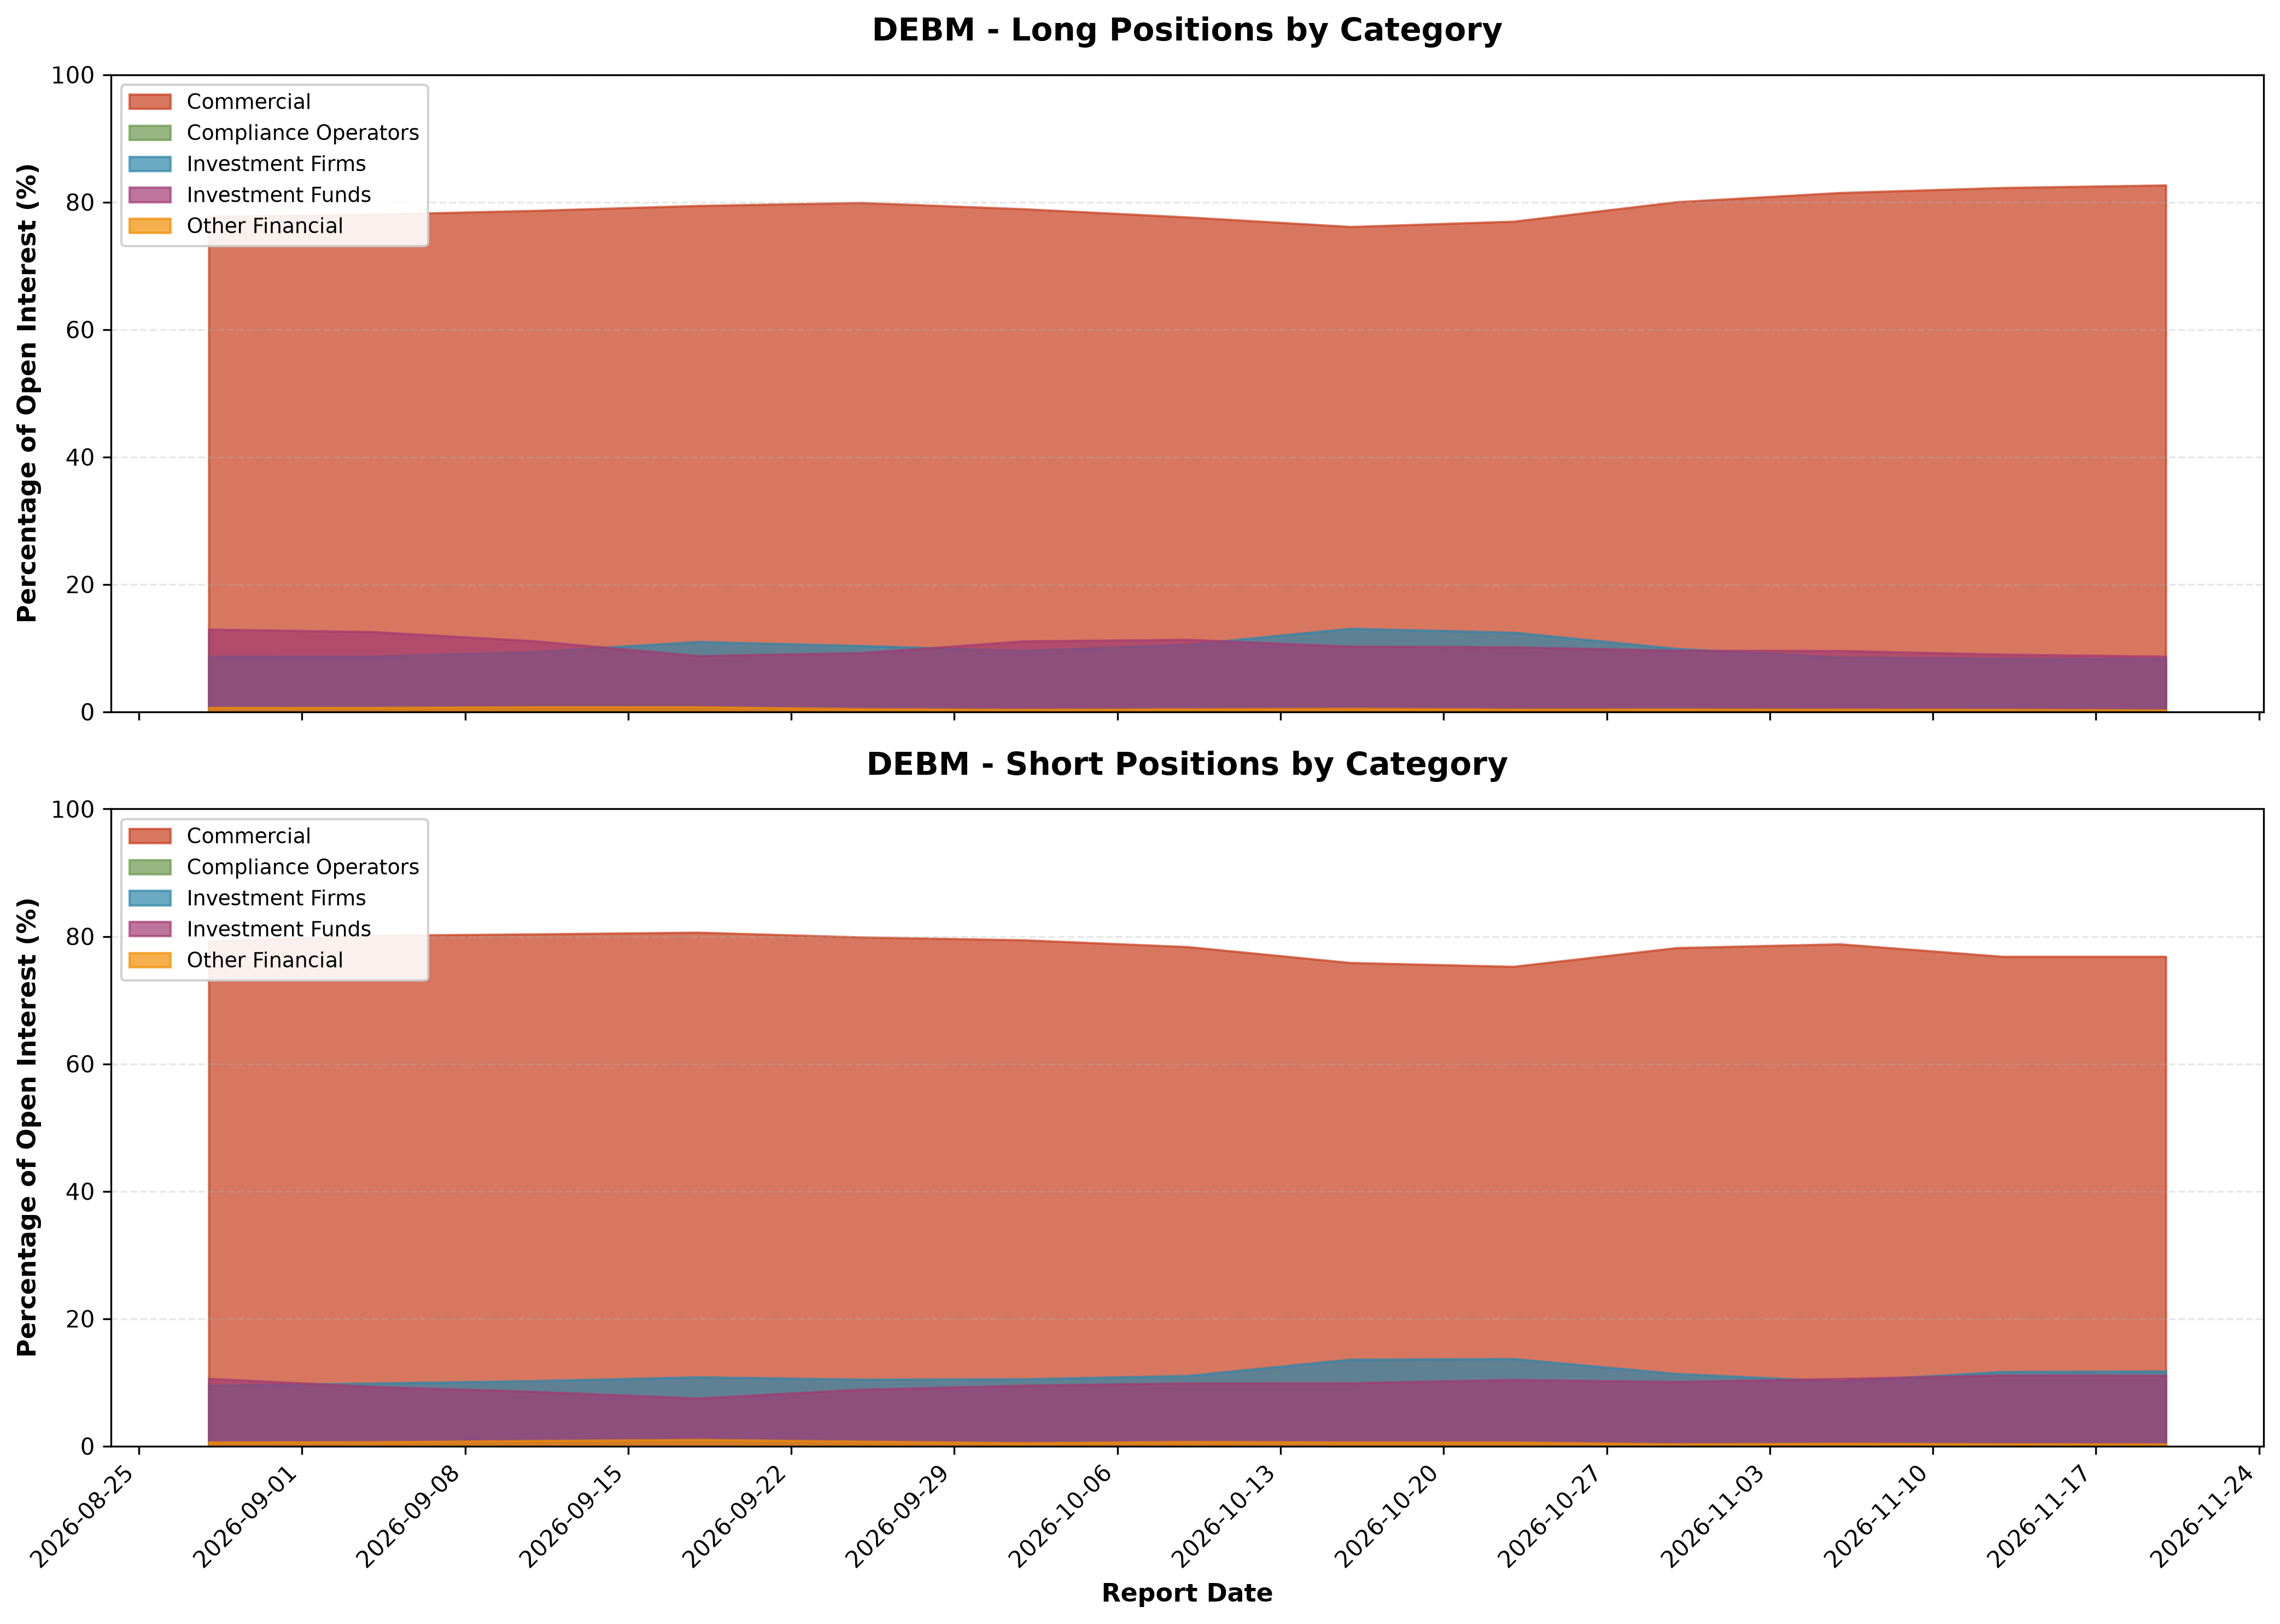 DEBM - Long Positions by Category
Percentage of Open Interest (%)
100
80
60
40
20
0
Commercial
Compliance Operators
Investment Firms
Investment Funds
Other Financial
DEBM - Short Positions by Category
Percentage of Open Interest (%)
100
80
60
40
20
0
Commercial
Compliance Operators
Investment Firms
Investment Funds
Other Financial
2026-08-25
2026-09-01
2026-09-08
2026-09-15
2026-09-22
2026-09-29
2026-10-06
2026-10-13
2026-10-20
2026-10-27
2026-11-03
2026-11-10
2026-11-17
2026-11-24
Report Date